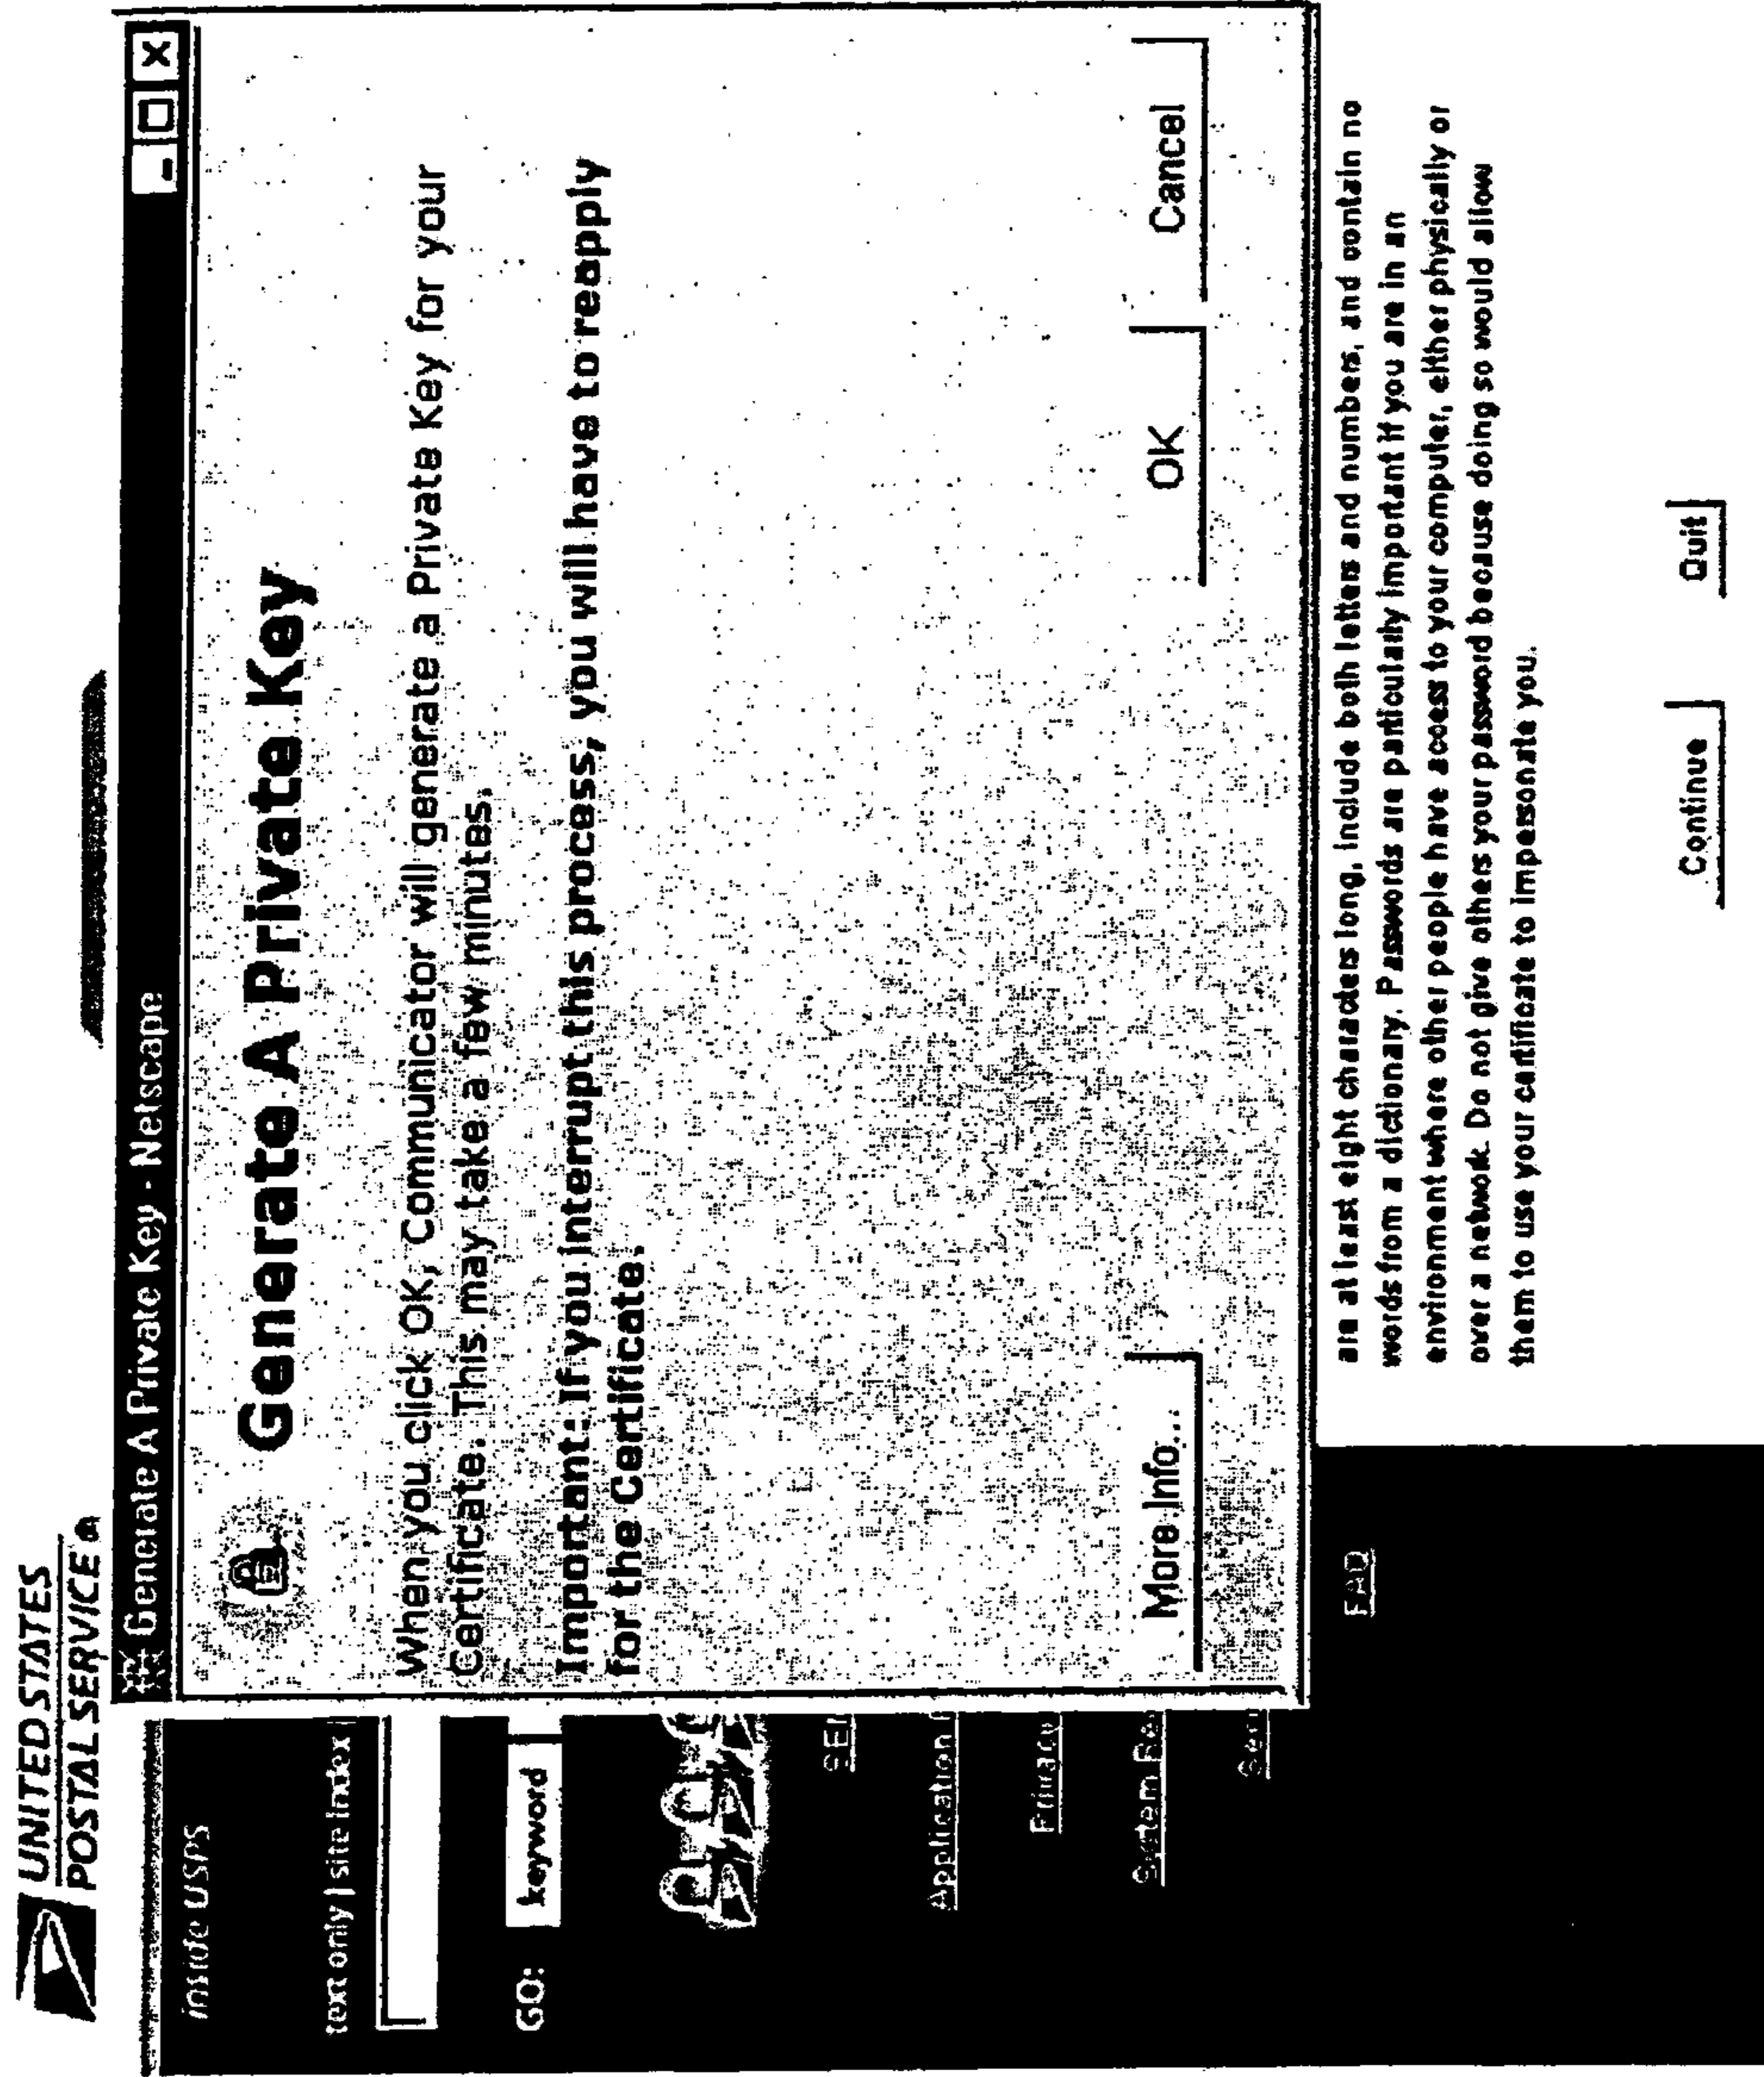 UNITED STATES
POSTAL SERVICE
Generate A Private Key - Netscape
inside USPS
text only | site index |
GO: keyword
Application
Privacy
System Re
FAQ
Generate A Private Key
When you click OK, Communicator will generate a Private Key for your
Certificate. This may take a few minutes.
Important: If you interrupt this process, you will have to reapply
for the Certificate.
More Info...
OK
Cancel
are at least eight characters long, include both letters and numbers, and contain no
words from a dictionary. Passwords are particularly important if you are in an
environment where other people have access to your computer, either physically or
over a network. Do not give others your password because doing so would allow
them to use your certificate to impersonate you.
Continue
Quit